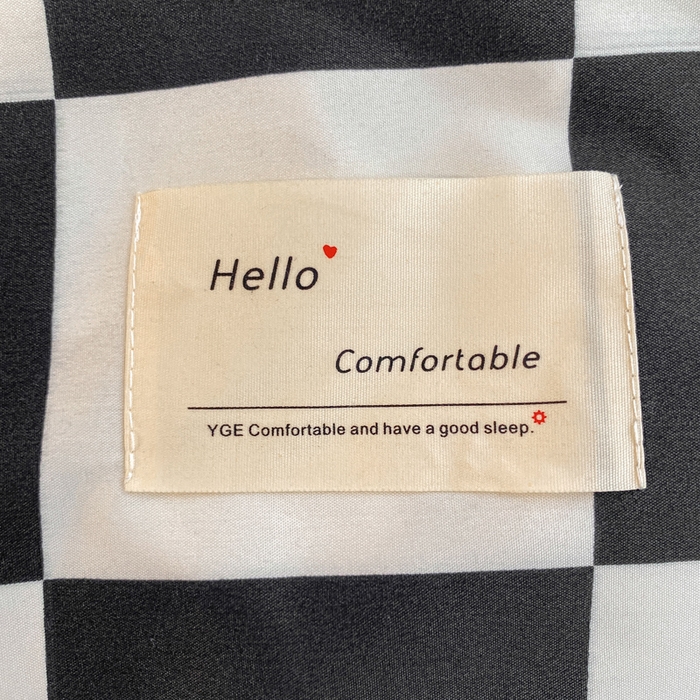 Hello
Comfortable
YGE Comfortable and have a good sleep.